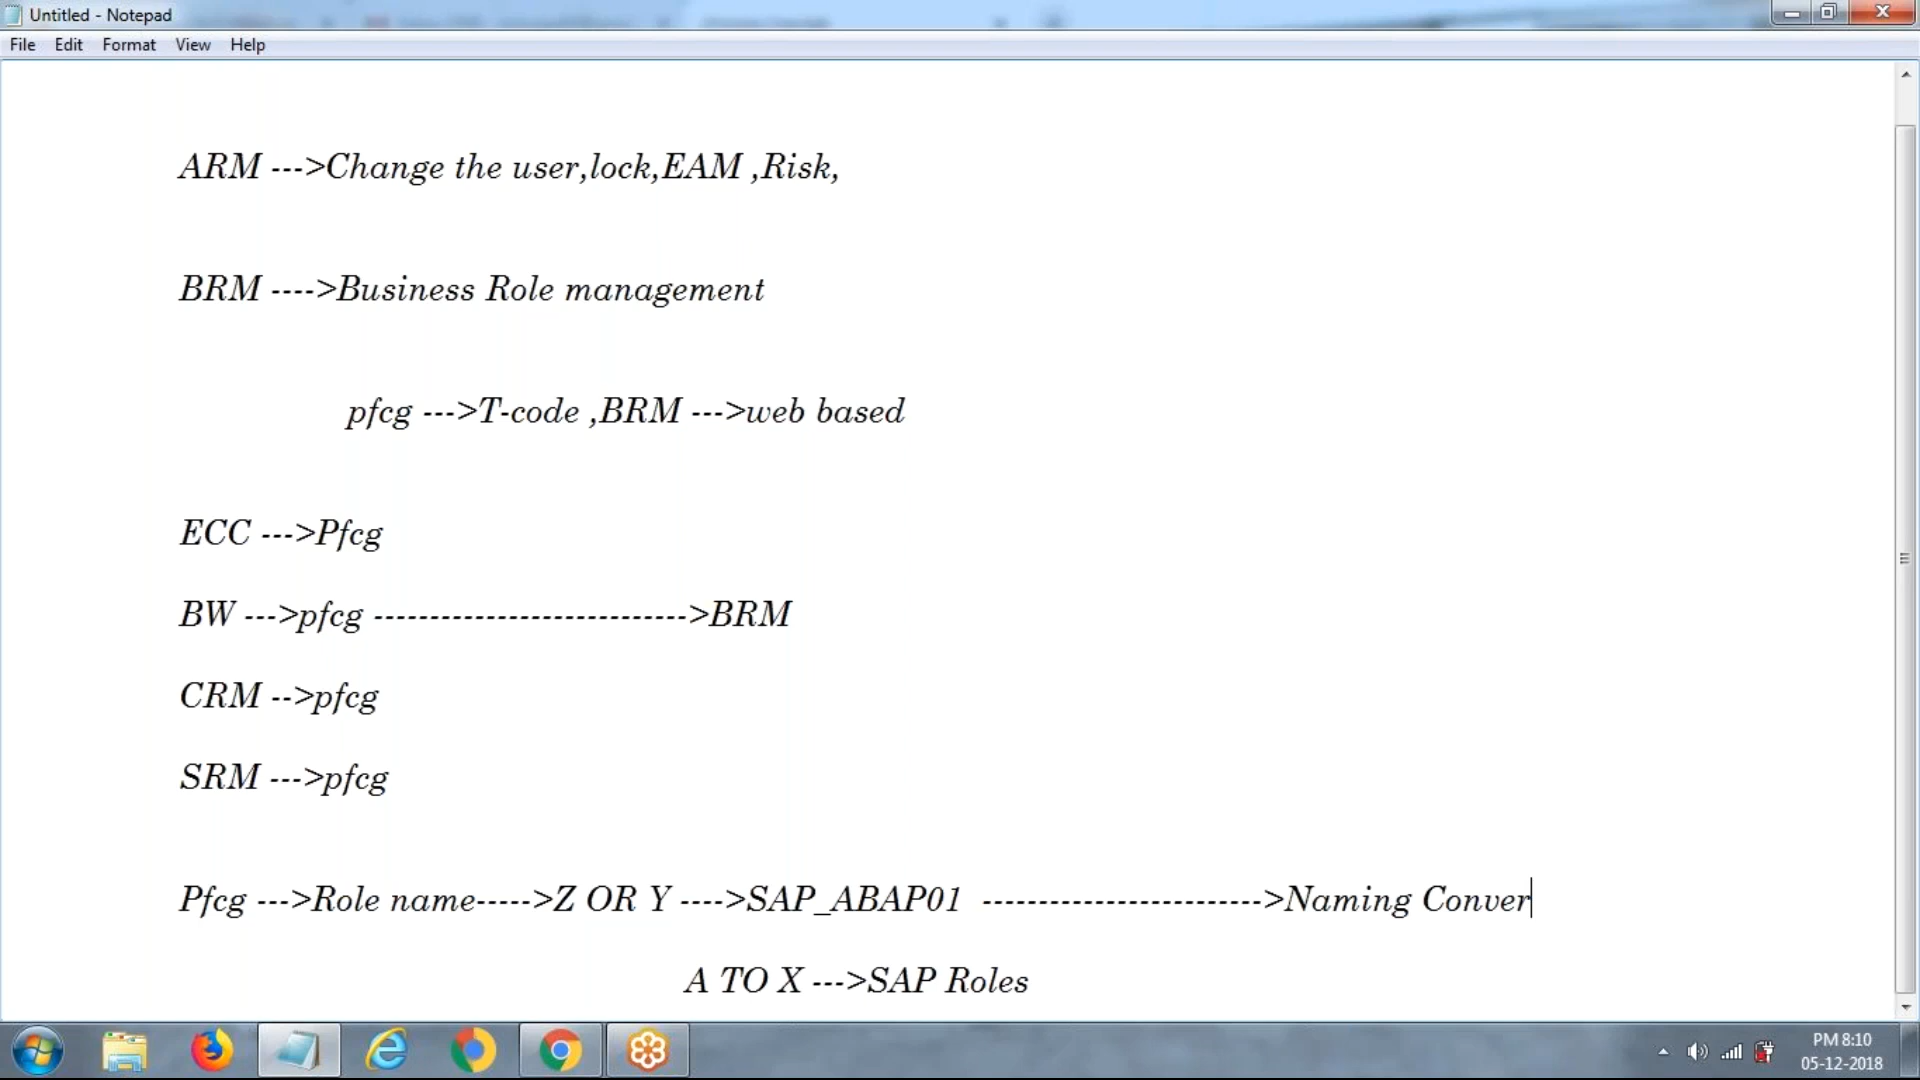 Untitled - Notepad
File Edit Format View Help
ARM --->Change the user,lock,EAM ,Risk,
BRM ---->Business Role management
pfcg --->T-code ,BRM --->web based
ECC --->Pfcg
BW --->pfcg ---------------------------->BRM
CRM -->pfcg
SRM --->pfcg
Pfcg --->Role name----->Z OR Y ---->SAP_ABAP01 ------------------------->Naming Conver
A TO X --->SAP Roles
PM 8:10
05-12-2018